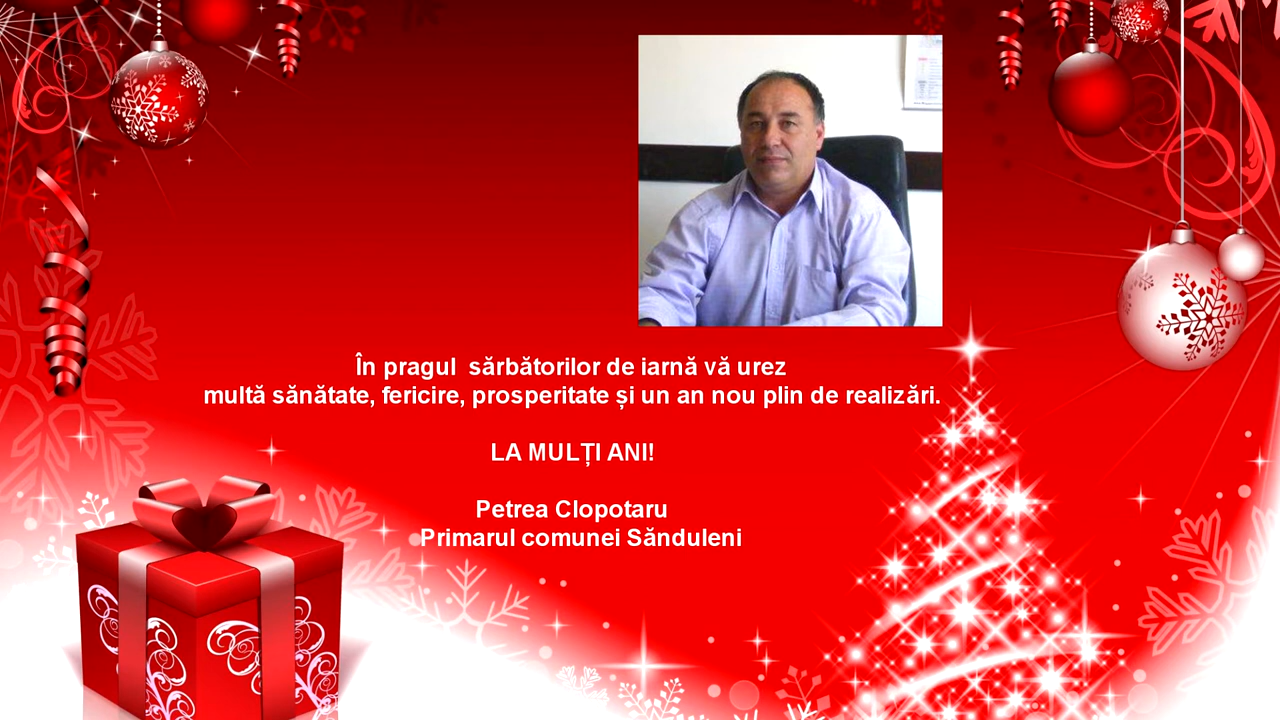 În pragul  sărbătorilor de iarnă vă urez
multă sănătate, fericire, prosperitate și un an nou plin de realizări.
LA MULȚI ANI!
Petrea Clopotaru
Primarul comunei Sănduleni